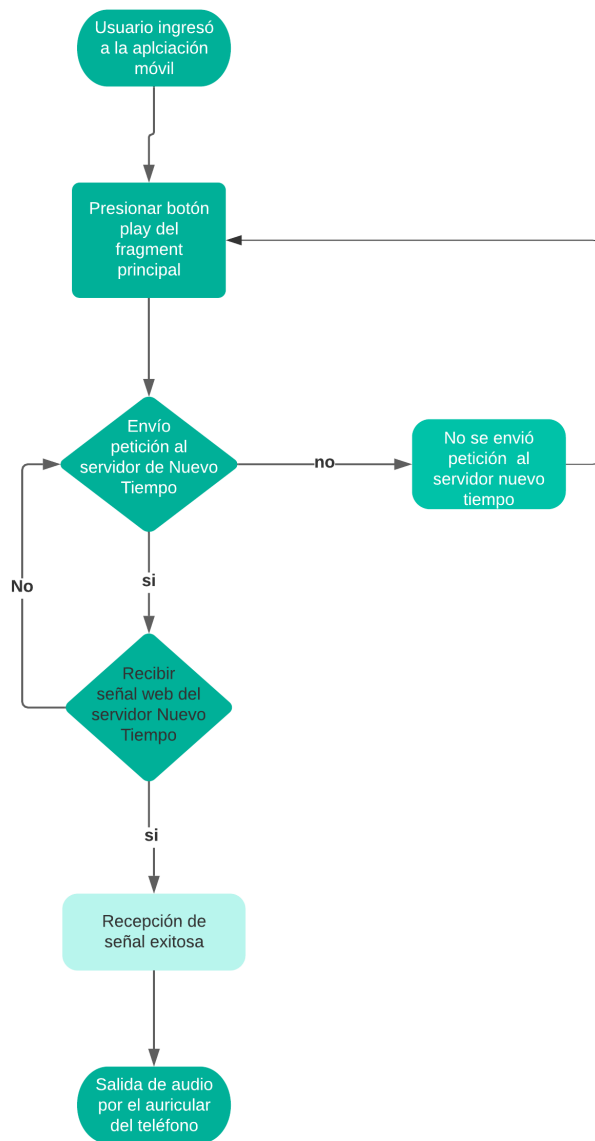 Usuario ingresó
a la aplciación
móvil
Presionar botón
play del
fragment
principal
Envío
petición al
servidor de Nuevo
Tiempo
no
No se envió
petición al
servidor nuevo
tiempo
si
No
Recibir
señal web del
servidor Nuevo
Tiempo
si
Recepción de
señal exitosa
Salida de audio
por el auricular
del teléfono